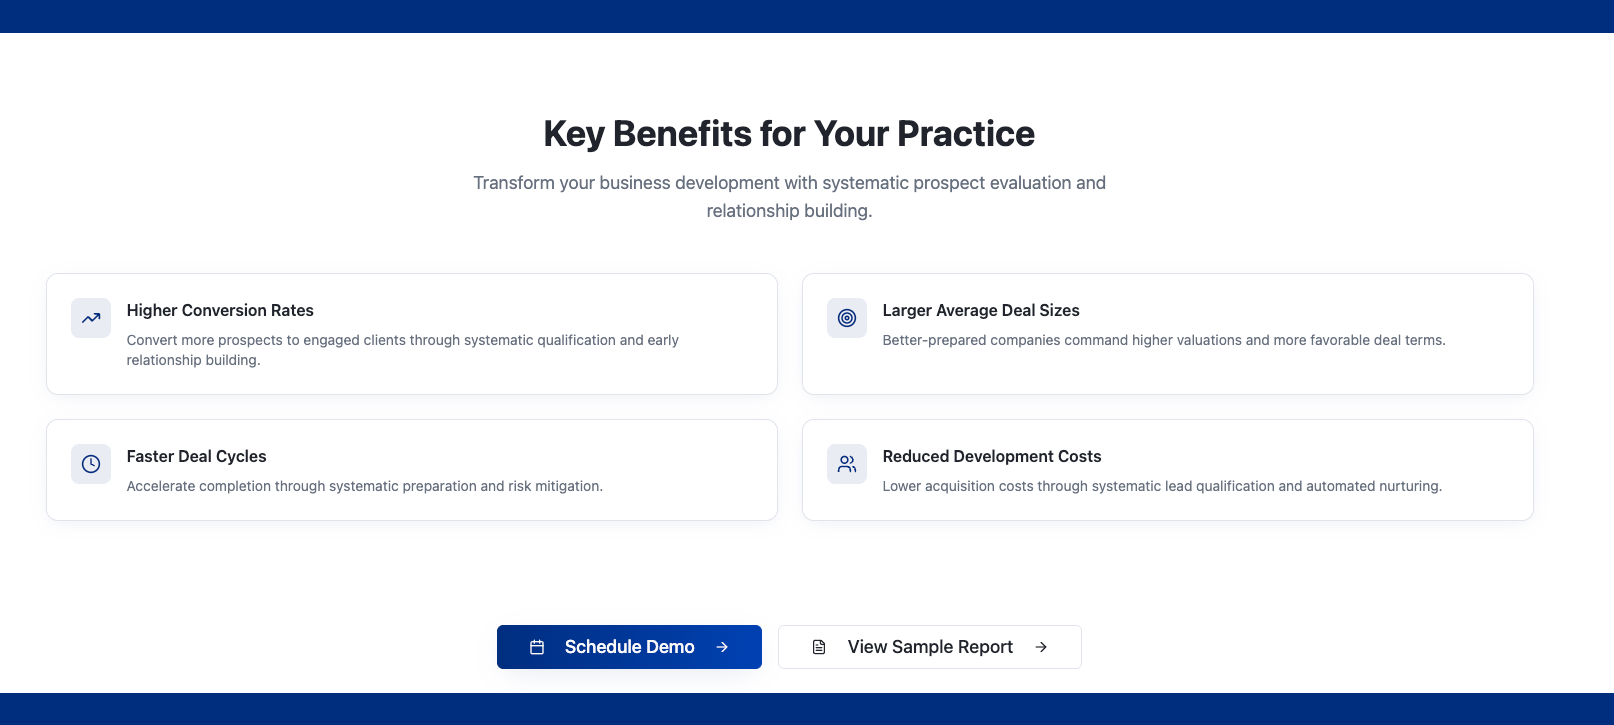 Key Benefits for Your Practice
Transform your business development with systematic prospect evaluation and
relationship building.
Higher Conversion Rates
Convert more prospects to engaged clients through systematic qualification and early
relationship building.
Larger Average Deal Sizes
Better-prepared companies command higher valuations and more favorable deal terms.
Faster Deal Cycles
Accelerate completion through systematic preparation and risk mitigation.
Reduced Development Costs
Lower acquisition costs through systematic lead qualification and automated nurturing.
Schedule Demo
View Sample Report